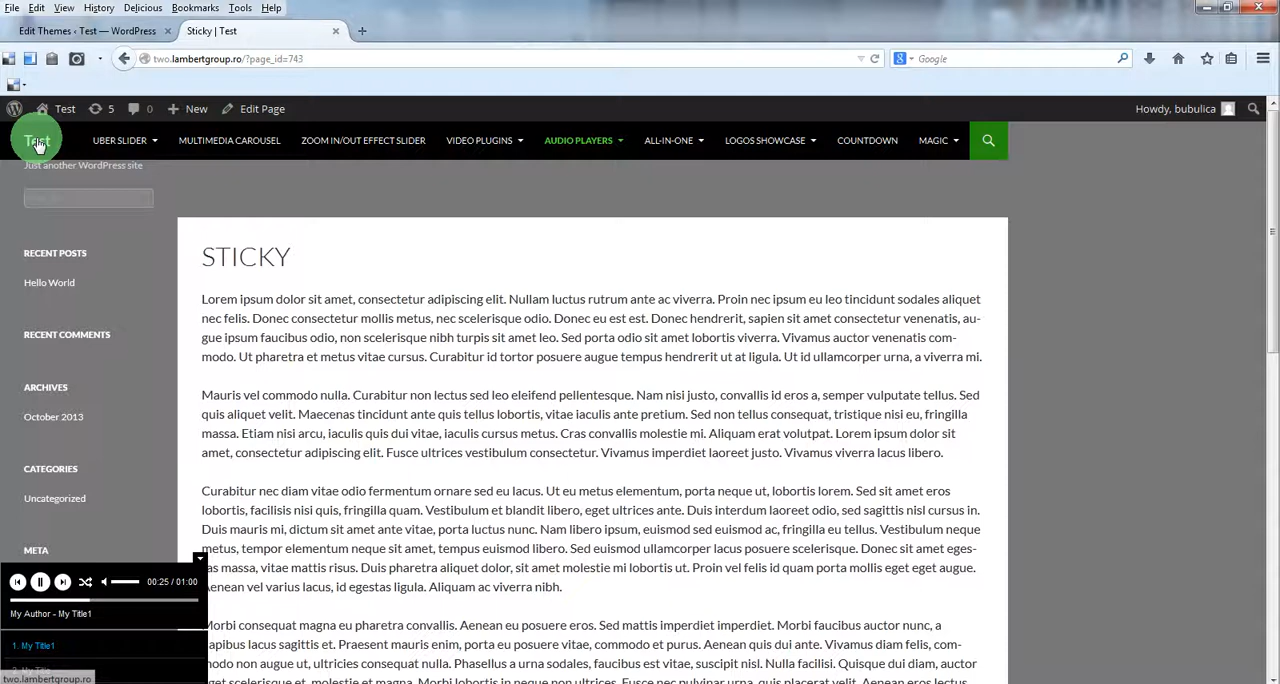 File Edit View History Delicious Bookmarks Tools Help
Edit Themes ‹ Test — WordPress × Sticky | Test × +
two.lambertgroup.ro/?page_id=743 Google
Test 5 0 + New Edit Page Howdy, bubulica
Test UBER SLIDER MULTIMEDIA CAROUSEL ZOOM IN/OUT EFFECT SLIDER VIDEO PLUGINS AUDIO PLAYERS ALL-IN-ONE LOGOS SHOWCASE COUNTDOWN MAGIC
Just another WordPress site
RECENT POSTS
Hello World
RECENT COMMENTS
ARCHIVES
October 2013
CATEGORIES
Uncategorized
META
STICKY
Lorem ipsum dolor sit amet, consectetur adipiscing elit. Nullam luctus rutrum ante ac viverra. Proin nec ipsum eu leo tincidunt sodales aliquet
nec felis. Donec consectetur mollis metus, nec scelerisque odio. Donec eu est est. Donec hendrerit, sapien sit amet consectetur venenatis, au-
gue ipsum faucibus odio, non scelerisque nibh turpis sit amet leo. Sed porta odio sit amet lobortis viverra. Vivamus auctor venenatis com-
modo. Ut pharetra et metus vitae cursus. Curabitur id tortor posuere augue tempus hendrerit ut at ligula. Ut id ullamcorper urna, a viverra mi.
Mauris vel commodo nulla. Curabitur non lectus sed leo eleifend pellentesque. Nam nisi justo, convallis id eros a, semper vulputate tellus. Sed
quis aliquet velit. Maecenas tincidunt ante quis tellus lobortis, vitae iaculis ante pretium. Sed non tellus consequat, tristique nisi eu, fringilla
massa. Etiam nisi arcu, iaculis quis dui vitae, iaculis cursus metus. Cras convallis molestie mi. Aliquam erat volutpat. Lorem ipsum dolor sit
amet, consectetur adipiscing elit. Fusce ultrices vestibulum consectetur. Vivamus imperdiet laoreet justo. Vivamus viverra lacus libero.
Curabitur nec diam vitae odio fermentum ornare sed eu lacus. Ut eu metus elementum, porta neque ut, lobortis lorem. Sed sit amet eros
lobortis, facilisis nisi quis, fringilla quam. Vestibulum et blandit libero, eget ultrices ante. Duis interdum laoreet odio, sed sagittis nisl cursus in.
Duis mauris mi, dictum sit amet ante vitae, porta luctus nunc. Nam libero ipsum, euismod sed euismod ac, fringilla eu tellus. Vestibulum neque
metus, tempor elementum neque sit amet, tempus euismod libero. Sed euismod ullamcorper lacus posuere scelerisque. Donec sit amet eges-
tas massa, vitae mattis risus. Duis pharetra aliquet dolor, sit amet molestie mi lobortis ut. Proin vel felis id quam porta mollis eget eget augue.
Aenean vel varius lacus, id egestas ligula. Aliquam ac viverra nibh.
Morbi consequat magna eu pharetra convallis. Aenean eu posuere eros. Sed mattis imperdiet imperdiet. Morbi faucibus auctor nunc, a
dapibus lacus sagittis et. Praesent mauris enim, consectetur et pulvinar in, euismod quis dui. Vivamus ac diam felis. Fusce nec pulvinar risus. In
commodo non augue ut, ultricies consequat nulla. Phasellus a urna sodales, faucibus est vitae, suscipit nisl. Nulla facilisi. Quisque dui diam, auctor
00:25 / 01:00
My Author - My Title1
1. My Title1
2. My Title
two.lambertgroup.ro